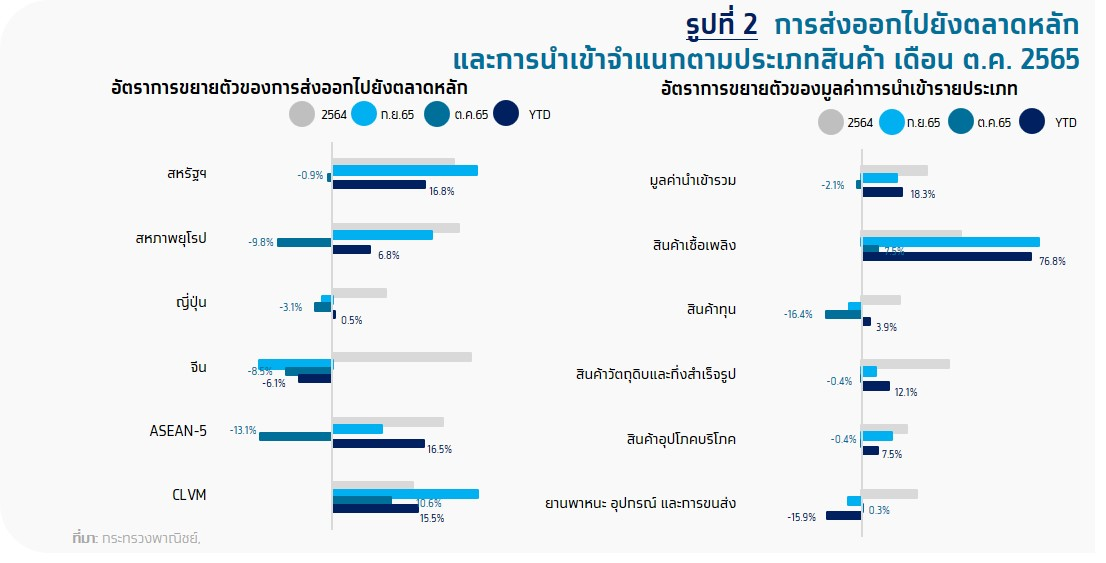 รูปที่ 2 การส่งออกไปยังตลาดหลัก
และการนำเข้าจำแนกตามประเภทสินค้า เดือน ต.ค. 2565
อัตราการขยายตัวของการส่งออกไปยังตลาดหลัก
2564 ก.ย.65 ต.ค.65 YTD
สหรัฐฯ -0.9% 16.8%
สหภาพยุโรป -9.8% 6.8%
ญี่ปุ่น -3.1% 0.5%
จีน -8.5% -6.1%
ASEAN-5 -13.1% 16.5%
CLVM 10.6% 15.5%
อัตราการขยายตัวของมูลค่าการนำเข้ารายประเภท
2564 ก.ย.65 ต.ค.65 YTD
มูลค่านำเข้ารวม -2.1% 18.3%
สินค้าเชื้อเพลิง 7.5% 76.8%
สินค้าทุน -16.4% 3.9%
สินค้าวัตถุดิบและกึ่งสำเร็จรูป -0.4% 12.1%
สินค้าอุปโภคบริโภค -0.4% 7.5%
ยานพาหนะ อุปกรณ์ และการขนส่ง -15.9% 0.3%
ที่มา: กระทรวงพาณิชย์,